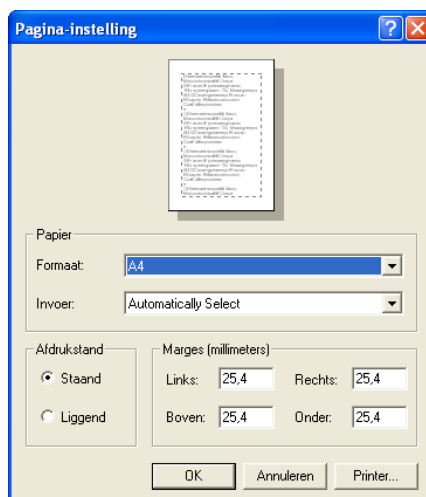 Pagina-instelling
Papier
Formaat: A4
Invoer: Automatically Select
Afdrukstand
Staand
Liggend
Marges (millimeters)
Links: 25,4 Rechts: 25,4
Boven: 25,4 Onder: 25,4
OK Annuleren Printer...